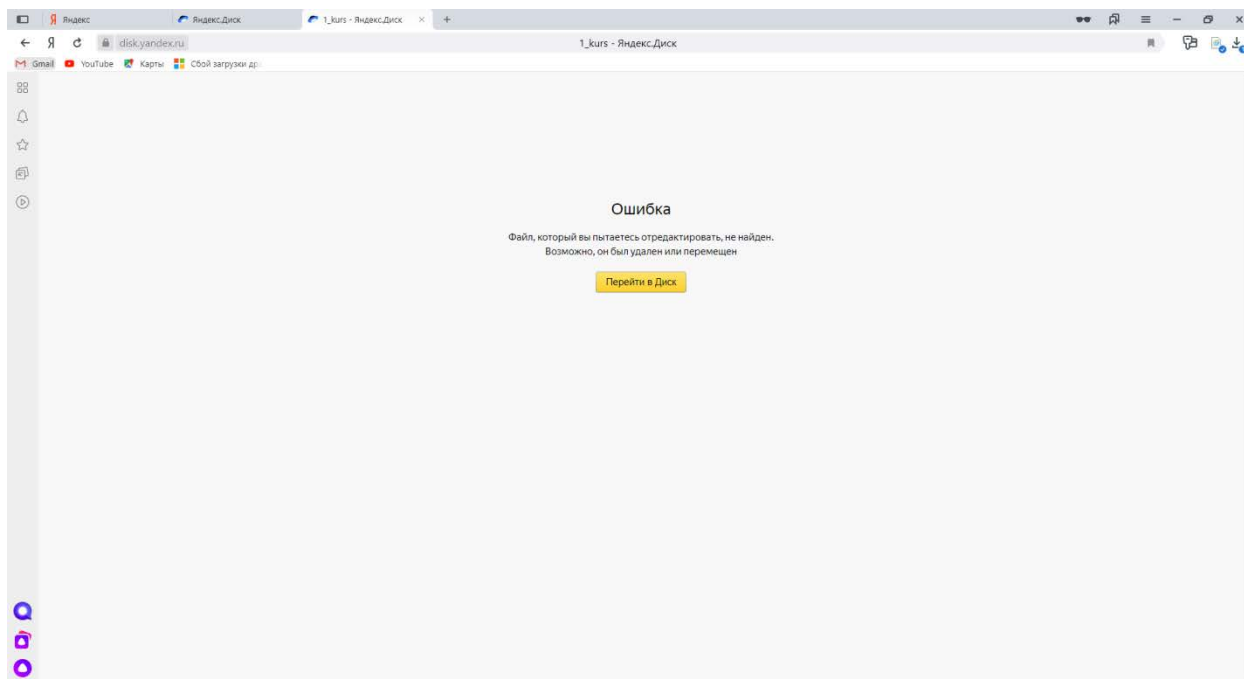 Яндекс
Яндекс.Диск
1_kurs - Яндекс.Диск
disk.yandex.ru
1_kurs - Яндекс.Диск
Gmail
YouTube
Карты
Сбой загрузки др
Ошибка
Файл, который вы пытаетесь отредактировать, не найден.
Возможно, он был удален или перемещен
Перейти в Диск